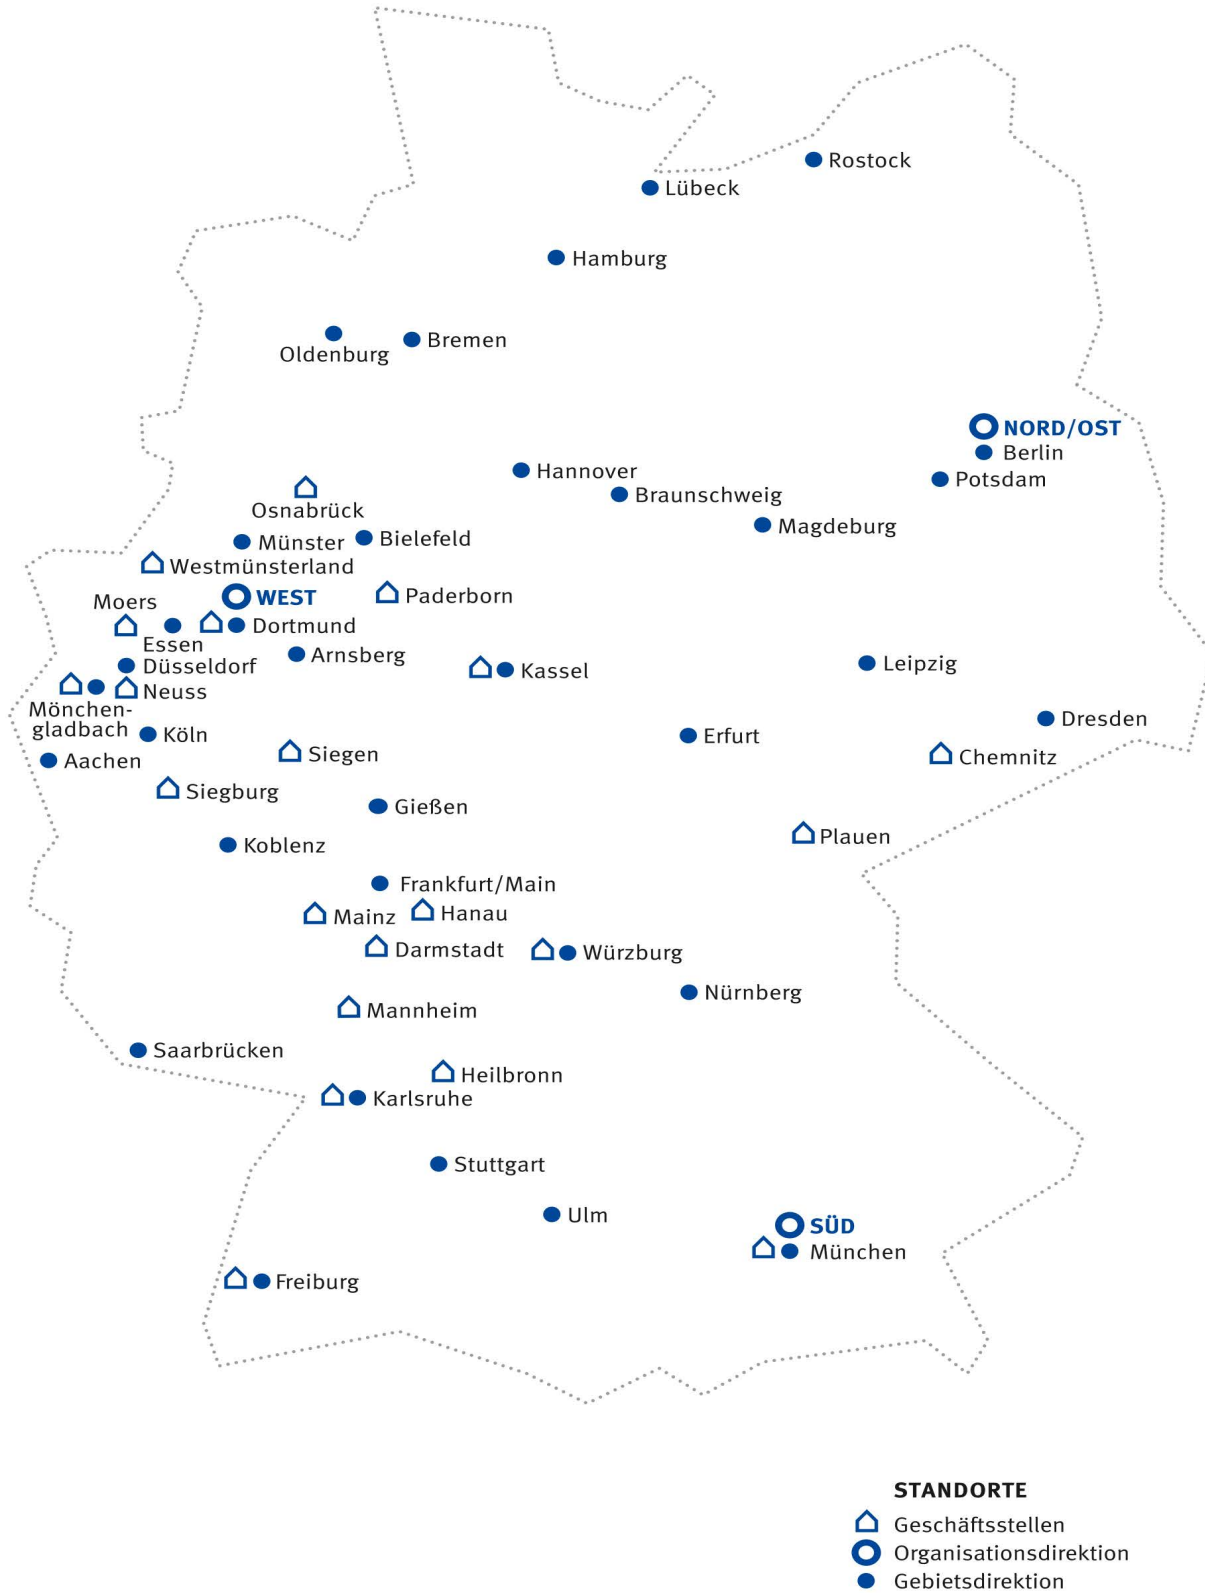 Rostock
Lübeck
Hamburg
Oldenburg
Bremen
NORD/OST
Berlin
Potsdam
Hannover
Braunschweig
Magdeburg
Osnabrück
Münster
Bielefeld
Westmünsterland
WEST
Paderborn
Moers
Essen
Dortmund
Düsseldorf
Arnsberg
Kassel
Leipzig
Neuss
Mönchen-
gladbach
Köln
Aachen
Siegen
Erfurt
Dresden
Chemnitz
Siegburg
Gießen
Plauen
Koblenz
Frankfurt/Main
Mainz
Hanau
Darmstadt
Würzburg
Nürnberg
Mannheim
Saarbrücken
Heilbronn
Karlsruhe
Stuttgart
Ulm
SÜD
München
Freiburg
STANDORTE
Geschäftsstellen
Organisationsdirektion
Gebietsdirektion